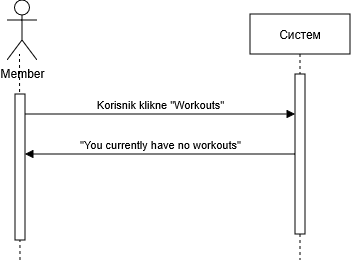 Систем
Member
Korisnik klikne "Workouts"
"You currently have no workouts"